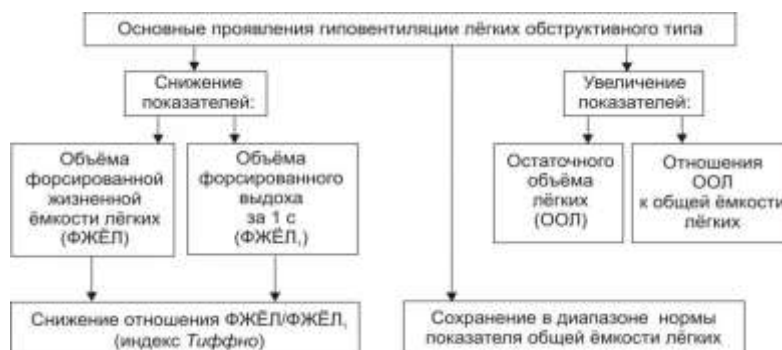 Основные проявления гиповентиляции лёгких обструктивного типа
Снижение
показателей:
Увеличение
показателей:
Объёма
форсированной
жизненной
ёмкости лёгких
(ФЖЁЛ)
Объёма
форсированного
выдоха
за 1 с
(ФЖЁЛ₁)
Остаточного
объёма
лёгких
(ООЛ)
Отношения
ООЛ
к общей ёмкости
лёгких
Снижение отношения ФЖЁЛ/ФЖЁЛ₁
(индекс Тиффно)
Сохранение в диапазоне нормы
показателя общей ёмкости лёгких